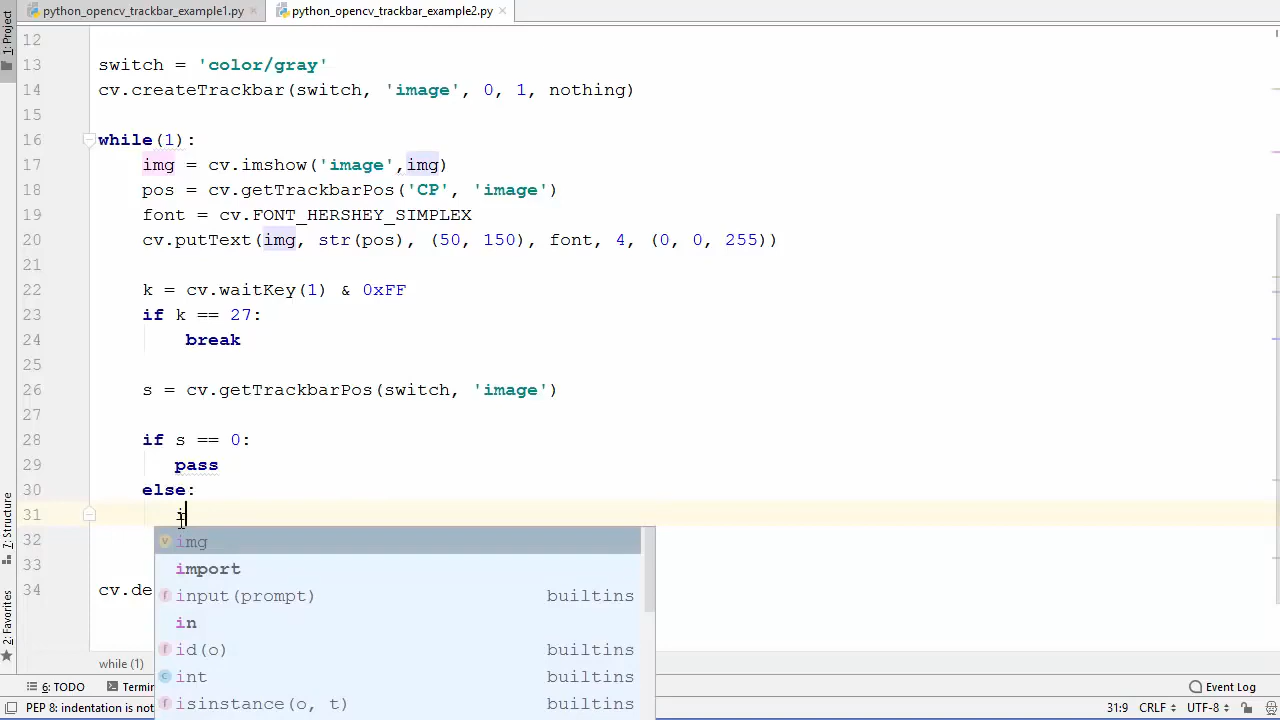 python_opencv_trackbar_example1.py
python_opencv_trackbar_example2.py
1: Project
12
13 switch = 'color/gray'
14 cv.createTrackbar(switch, 'image', 0, 1, nothing)
15
16 while(1):
17 img = cv.imshow('image',img)
18 pos = cv.getTrackbarPos('CP', 'image')
19 font = cv.FONT_HERSHEY_SIMPLEX
20 cv.putText(img, str(pos), (50, 150), font, 4, (0, 0, 255))
21
22 k = cv.waitKey(1) & 0xFF
23 if k == 27:
24 break
25
26 s = cv.getTrackbarPos(switch, 'image')
27
28 if s == 0:
29 pass
30 else:
31 i
32 img
import
33
input(prompt) builtins
34 cv.de
in
id(o) builtins
int builtins
isinstance(o, t) builtins
7: Structure
2: Favorites
while (1)
6: TODO
Termin
Event Log
PEP 8: indentation is not
31:9 CRLF UTF-8